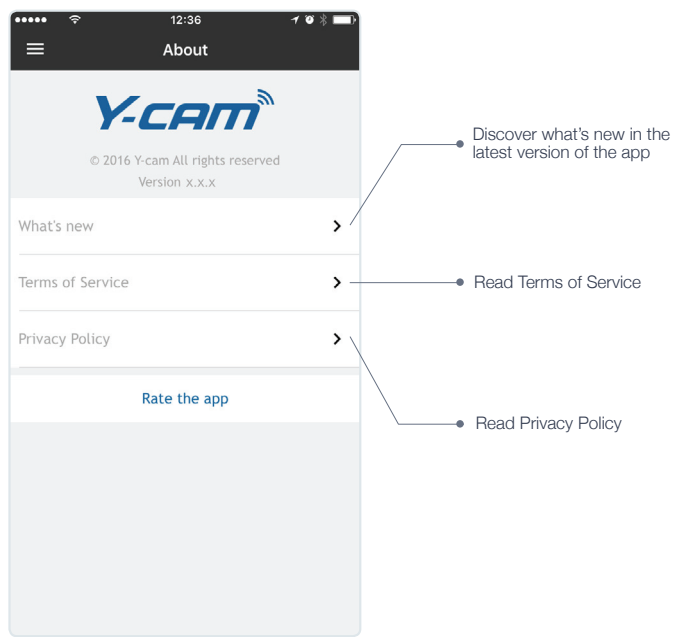 12:36
About
Y-cam
© 2016 Y-cam All rights reserved
Version x.x.x
What's new
Terms of Service
Privacy Policy
Rate the app
Discover what's new in the
latest version of the app
Read Terms of Service
Read Privacy Policy